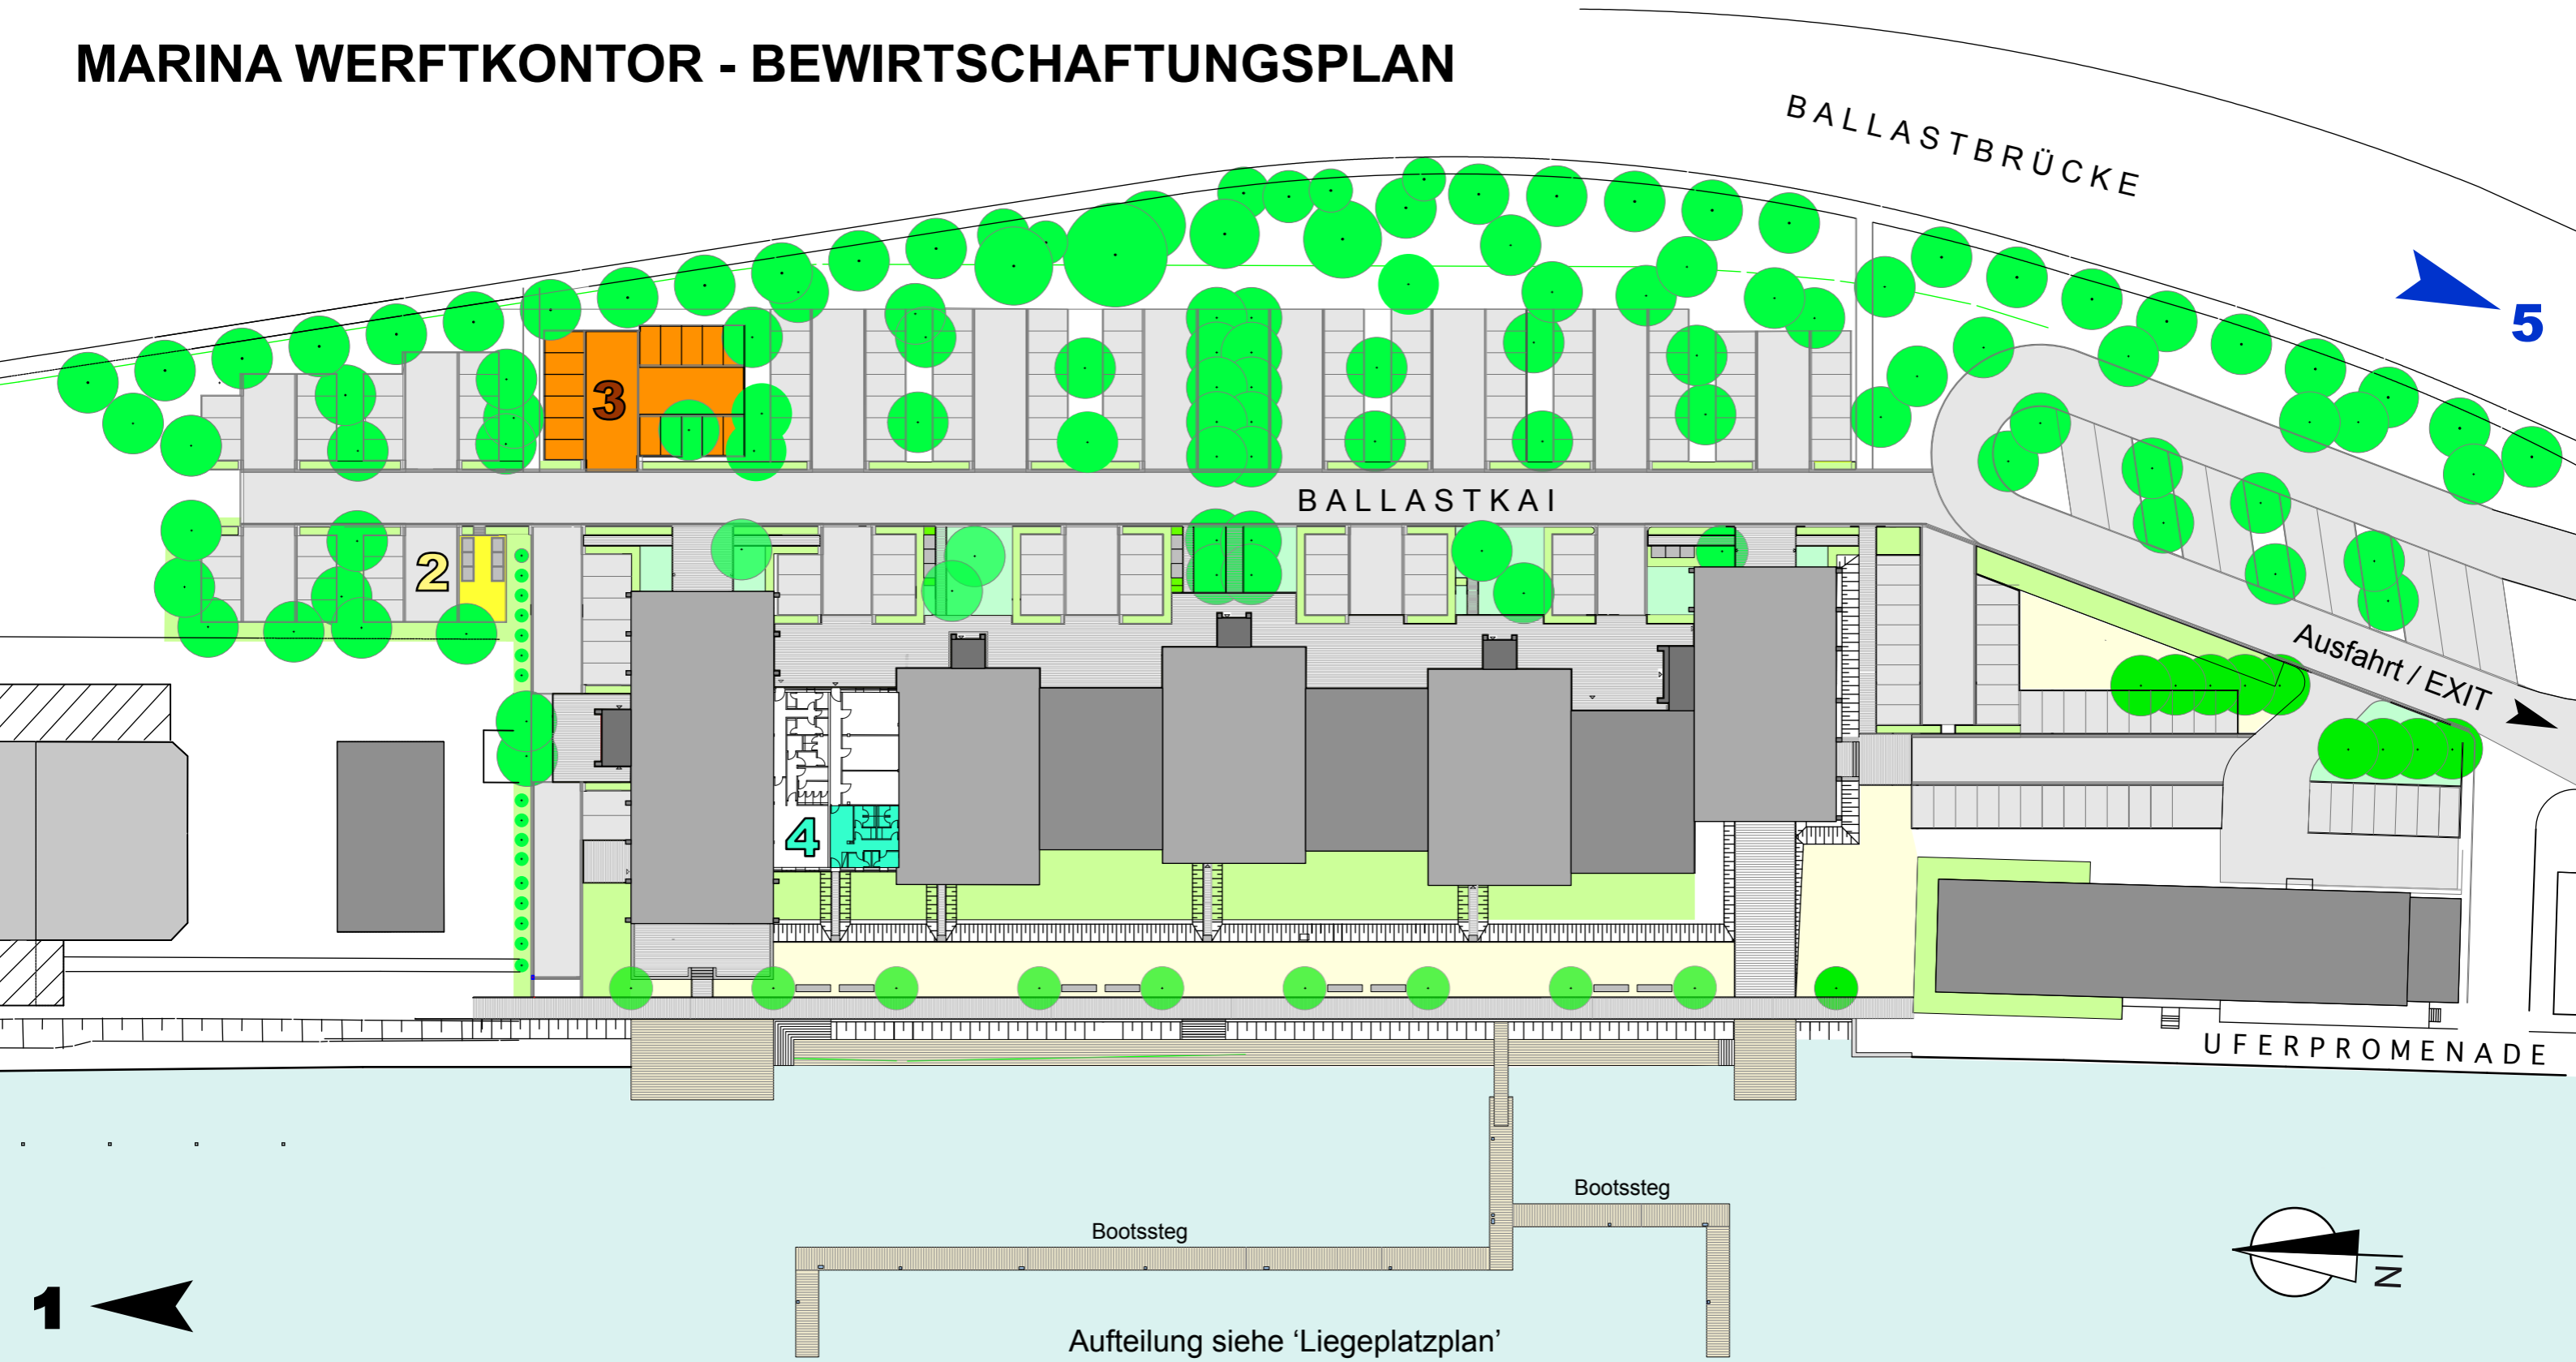 MARINA WERFTKONTOR - BEWIRTSCHAFTUNGSPLAN
BALLASTBRÜCKE
5
3
BALLASTKAI
2
Ausfahrt / EXIT
4
UFERPROMENADE
Bootssteg
Bootssteg
N
1
Aufteilung siehe ‘Liegeplatzplan’